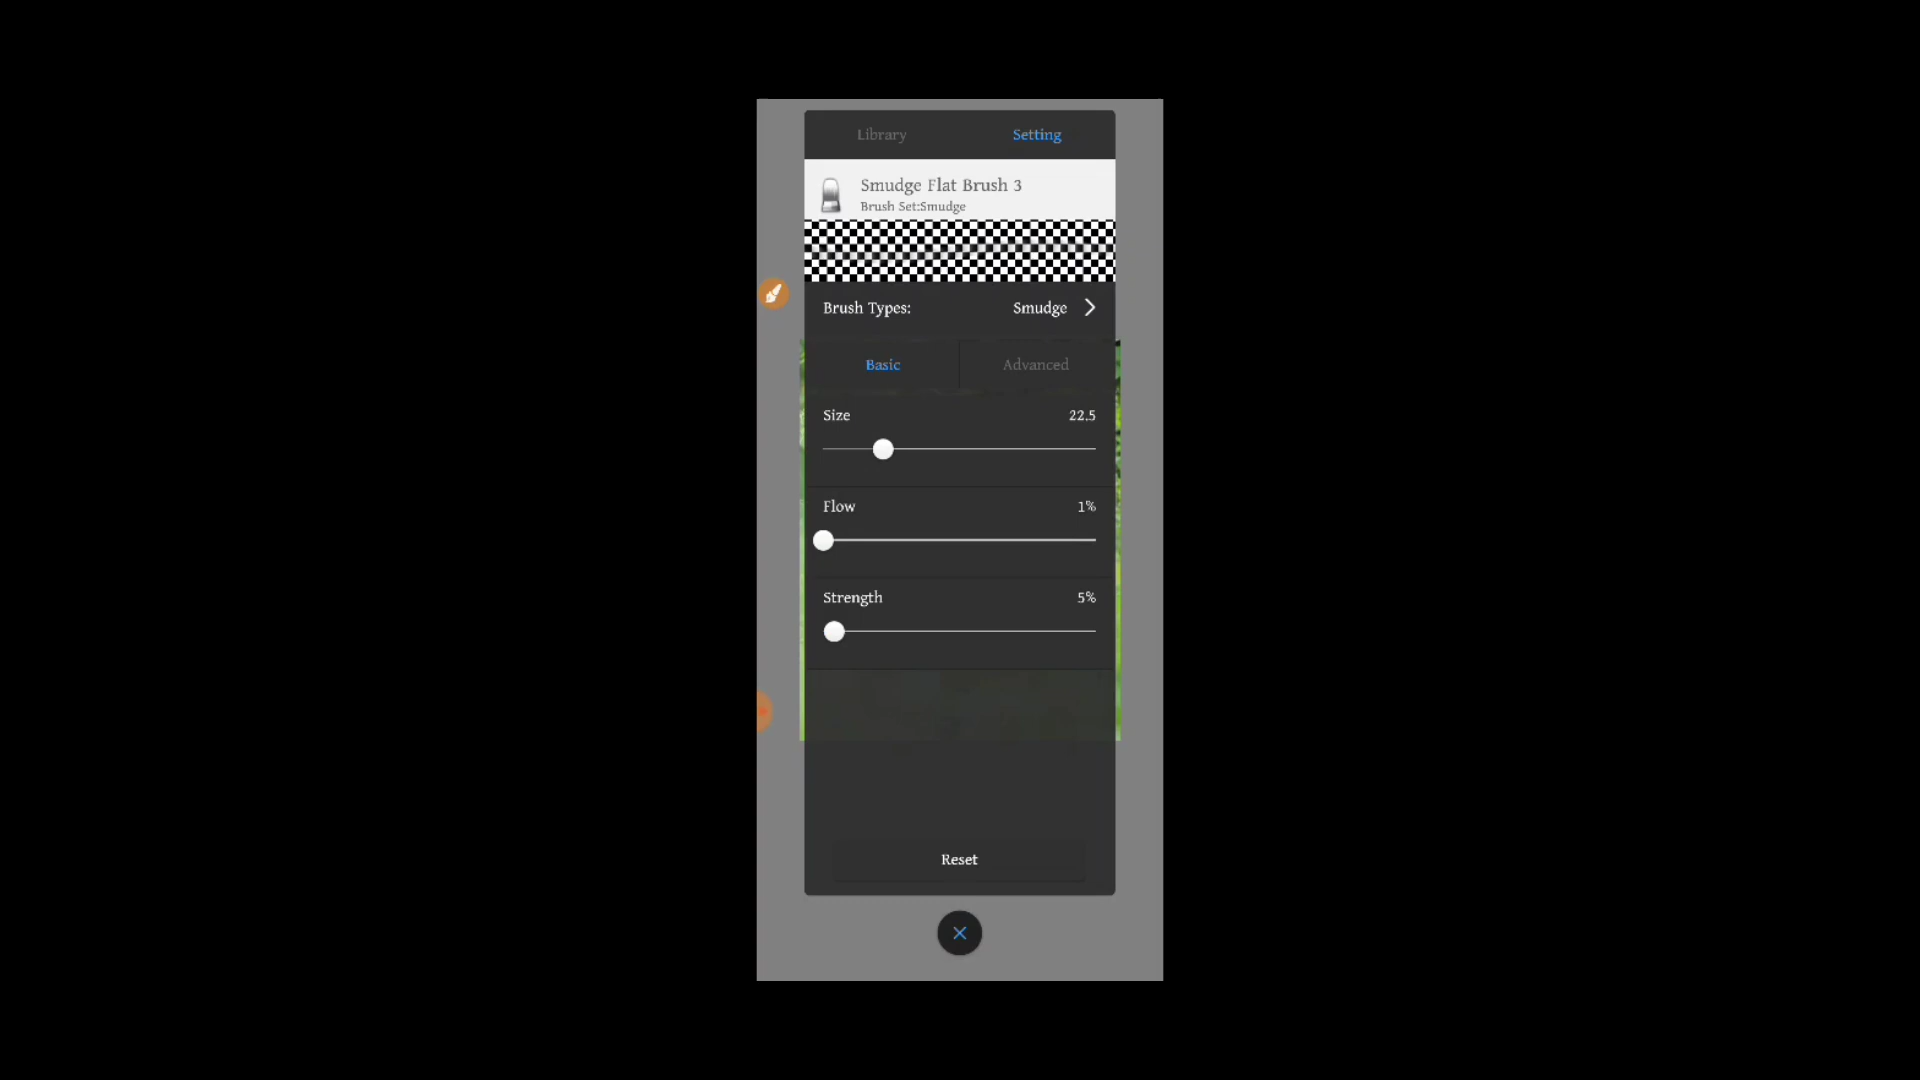 Library Setting
Smudge Flat Brush 3
Brush Set:Smudge
Brush Types: Smudge
Basic Advanced
Size 22.5
Flow 1%
Strength 5%
Reset